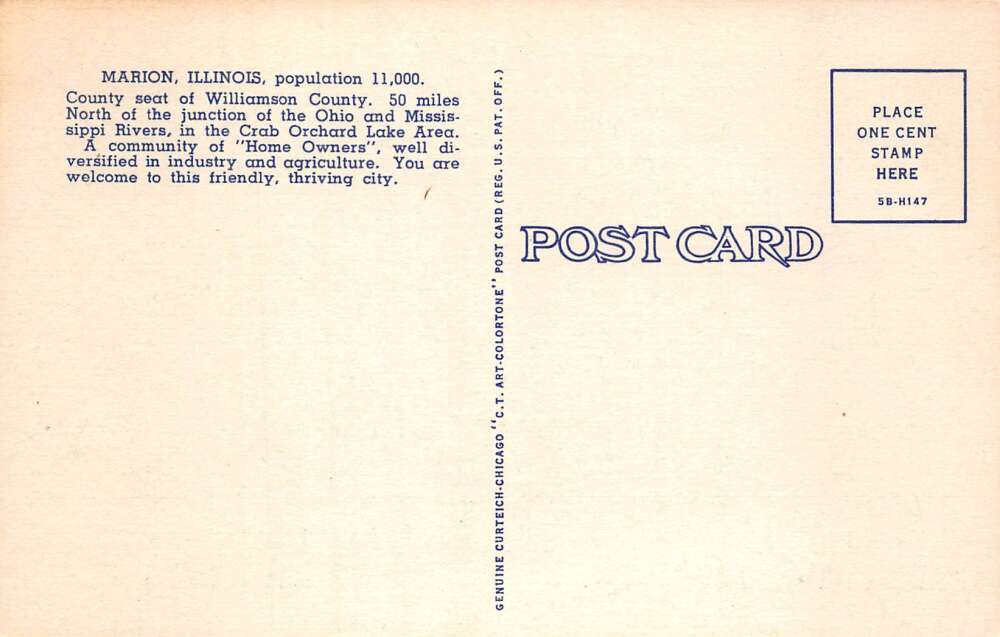 MARION, ILLINOIS, population 11,000.
County seat of Williamson County. 50 miles
North of the junction of the Ohio and Missis-
sippi Rivers, in the Crab Orchard Lake Area.
A community of "Home Owners", well di-
versified in industry and agriculture. You are
welcome to this friendly, thriving city.
GENUINE CURTEICH-CHICAGO "C.T. ART-COLORTONE" POST CARD (REG. U.S. PAT. OFF.)
POST CARD
PLACE
ONE CENT
STAMP
HERE
5B-H147